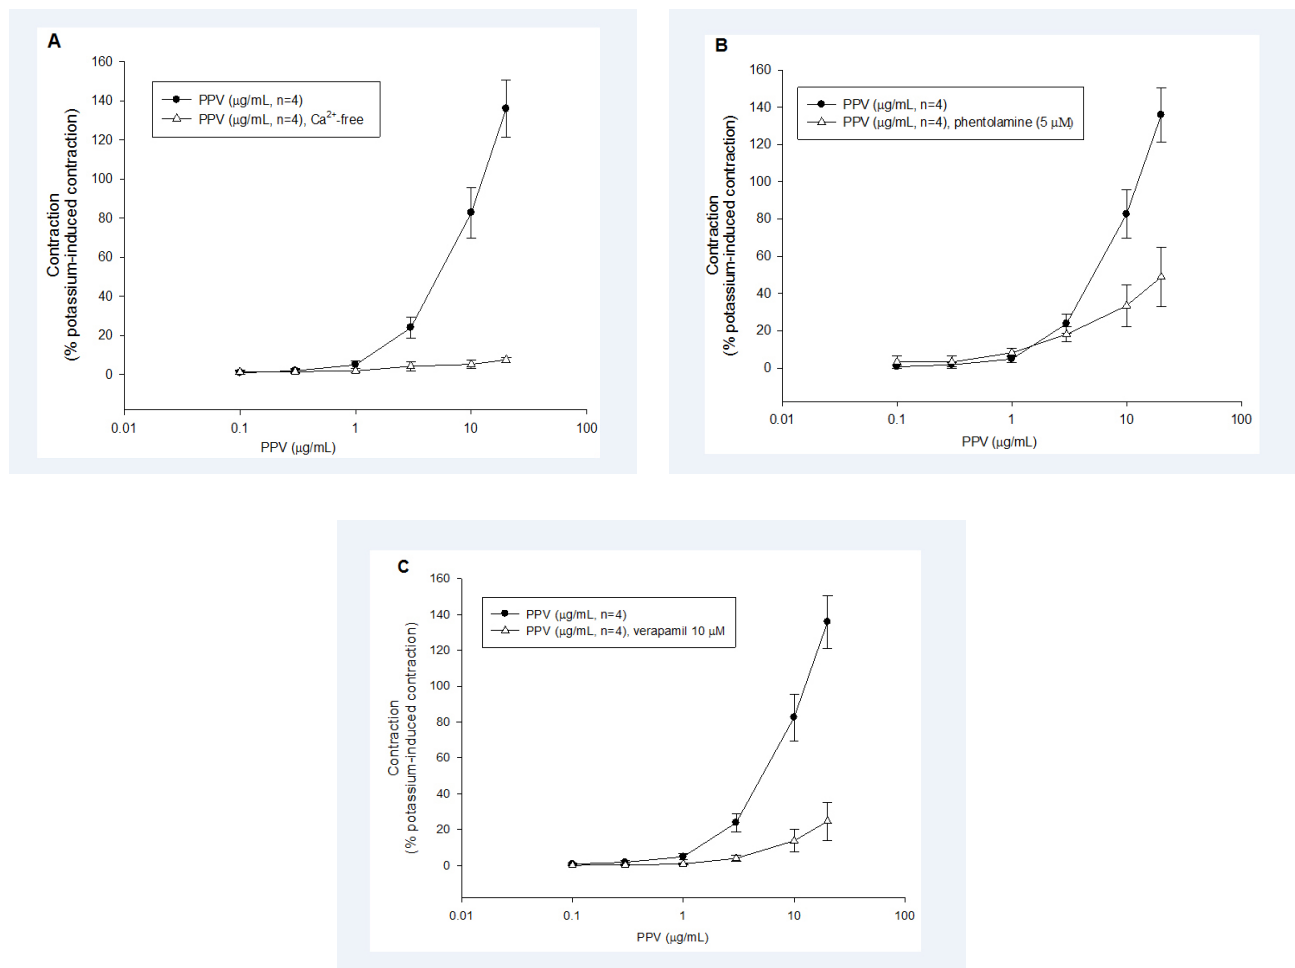 A
160
140
120
100
80
60
40
20
0
Contraction
(% potassium-induced contraction)
PPV (μg/mL, n=4)
PPV (μg/mL, n=4), Ca²⁺-free
0.01
0.1
1
10
100
PPV (μg/mL)
B
160
140
120
100
80
60
40
20
0
Contraction
(% potassium-induced contraction)
PPV (μg/mL, n=4)
PPV (μg/mL, n=4), phentolamine (5 μM)
0.01
0.1
1
10
100
PPV (μg/mL)
C
160
140
120
100
80
60
40
20
0
Contraction
(% potassium-induced contraction)
PPV (μg/mL, n=4)
PPV (μg/mL, n=4), verapamil 10 μM
0.01
0.1
1
10
100
PPV (μg/mL)